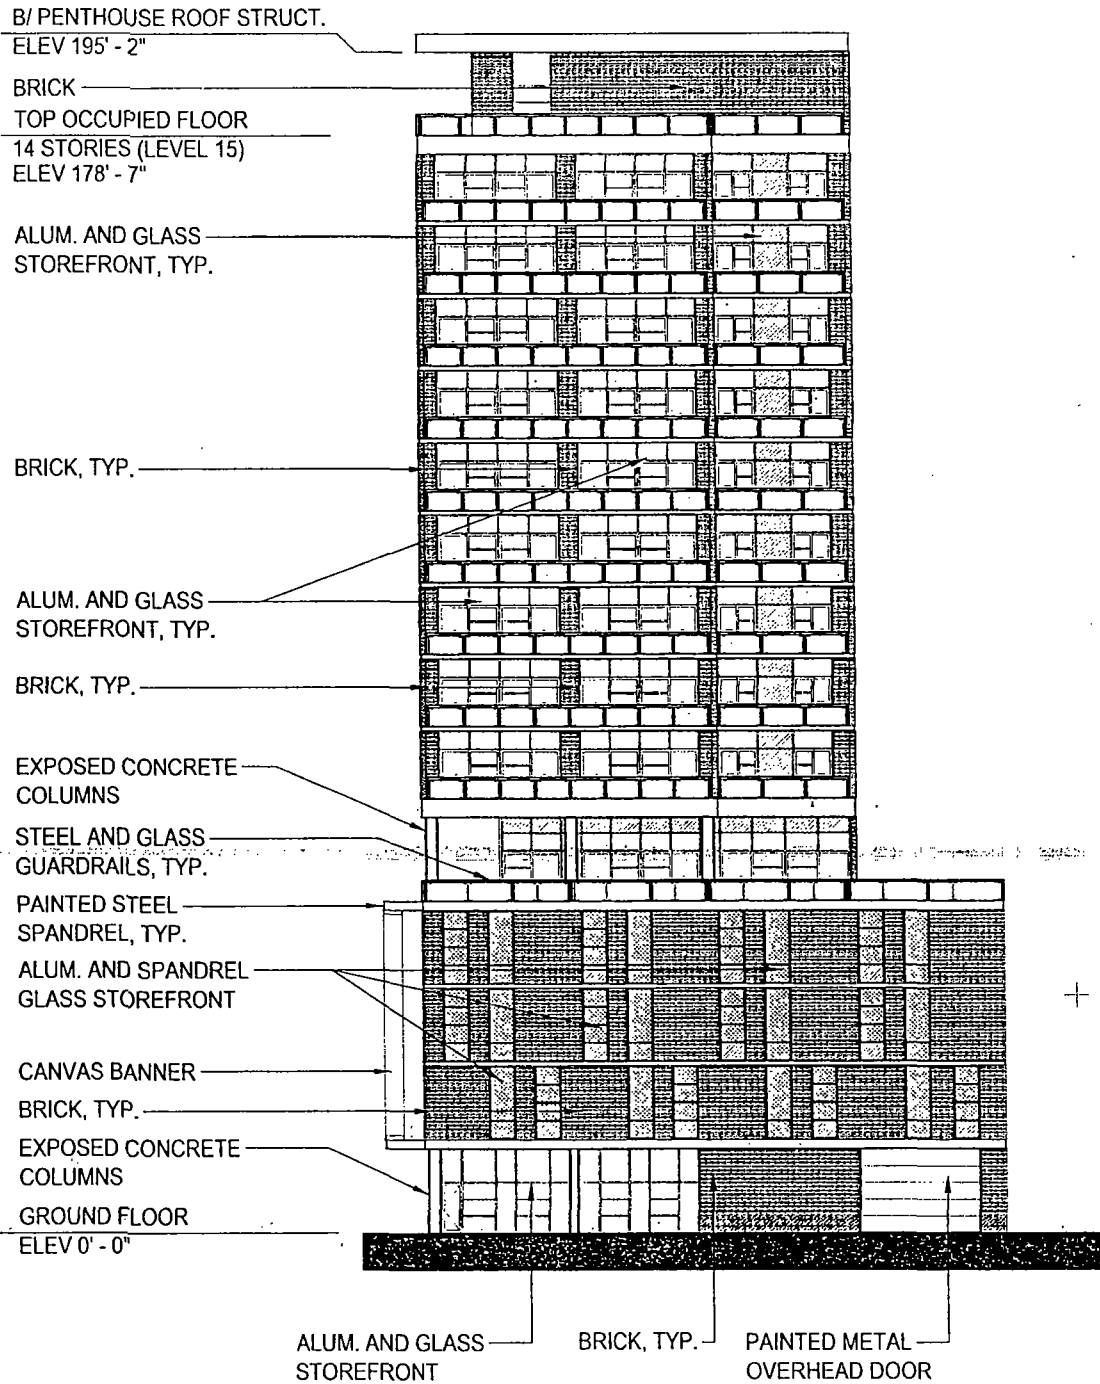 B/ PENTHOUSE ROOF STRUCT.
ELEV 195' - 2"
BRICK
TOP OCCUPIED FLOOR
14 STORIES (LEVEL 15)
ELEV 178' - 7"
ALUM. AND GLASS
STOREFRONT, TYP.
BRICK, TYP.
ALUM. AND GLASS
STOREFRONT, TYP.
BRICK, TYP.
EXPOSED CONCRETE
COLUMNS
STEEL AND GLASS
GUARDRAILS, TYP.
PAINTED STEEL
SPANDREL, TYP.
ALUM. AND SPANDREL
GLASS STOREFRONT
CANVAS BANNER
BRICK, TYP.
EXPOSED CONCRETE
COLUMNS
GROUND FLOOR
ELEV 0' - 0"
ALUM. AND GLASS
STOREFRONT
BRICK, TYP.
PAINTED METAL
OVERHEAD DOOR